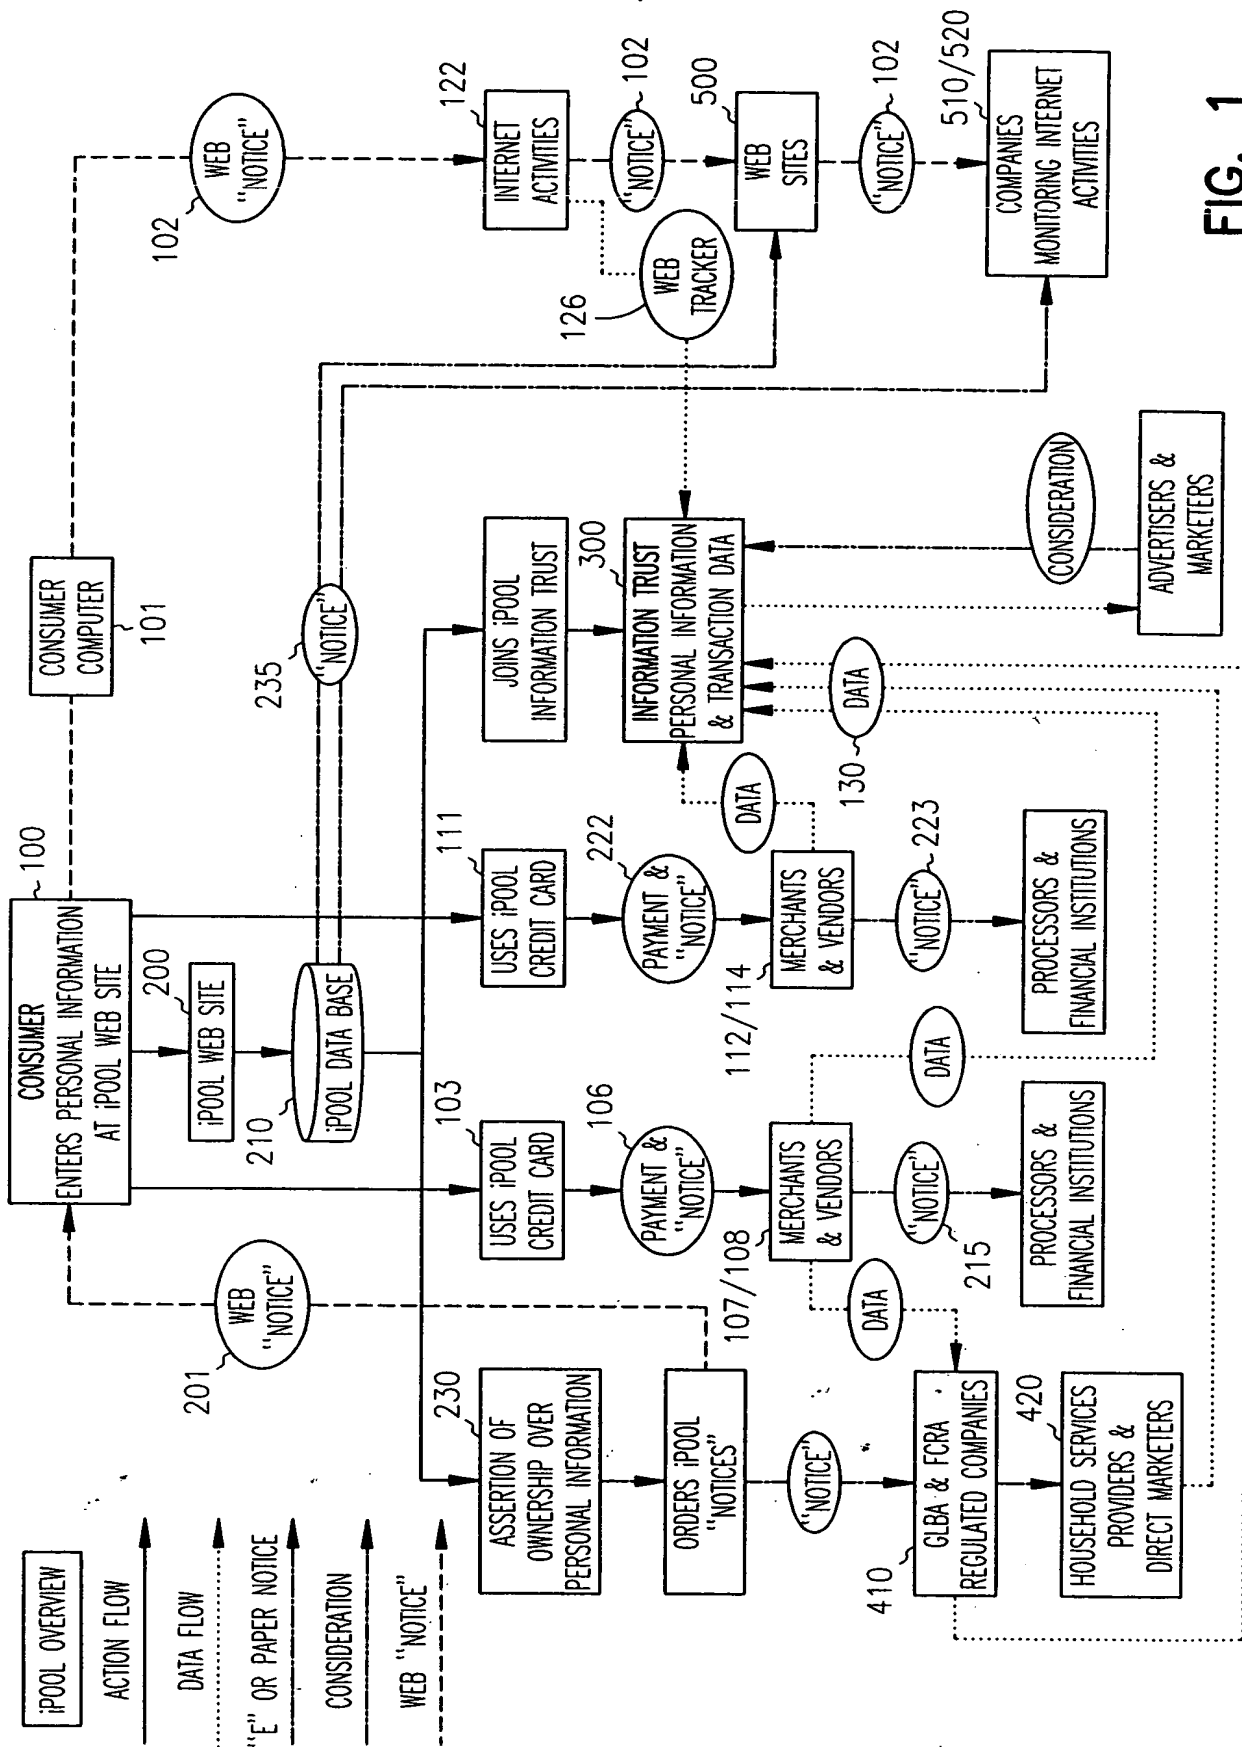 iPOOL OVERVIEW
ACTION FLOW
DATA FLOW
"E" OR PAPER NOTICE
CONSIDERATION
WEB "NOTICE"
CONSUMER
ENTERS PERSONAL INFORMATION
AT iPOOL WEB SITE
100
CONSUMER
COMPUTER
101
WEB
"NOTICE"
102
WEB
"NOTICE"
201
iPOOL WEB SITE
200
iPOOL DATA BASE
210
"NOTICE"
235
ASSERTION OF
OWNERSHIP OVER
PERSONAL INFORMATION
230
USES iPOOL
CREDIT CARD
103
USES iPOOL
CREDIT CARD
111
JOINS iPOOL
INFORMATION TRUST
INTERNET
ACTIVITIES
122
ORDERS iPOOL
"NOTICES"
PAYMENT &
"NOTICE"
106
PAYMENT &
"NOTICE"
222
INFORMATION TRUST
PERSONAL INFORMATION
& TRANSACTION DATA
300
WEB
TRACKER
126
"NOTICE"
102
"NOTICE"
MERCHANTS
& VENDORS
107/108
MERCHANTS
& VENDORS
112/114
DATA
DATA
DATA
DATA
130
WEB
SITES
500
GLBA & FCRA
REGULATED COMPANIES
410
"NOTICE"
215
"NOTICE"
223
CONSIDERATION
"NOTICE"
102
HOUSEHOLD SERVICES
PROVIDERS &
DIRECT MARKETERS
420
PROCESSORS &
FINANCIAL INSTITUTIONS
PROCESSORS &
FINANCIAL INSTITUTIONS
ADVERTISERS &
MARKETERS
COMPANIES
MONITORING INTERNET
ACTIVITIES
510/520
FIG. 1